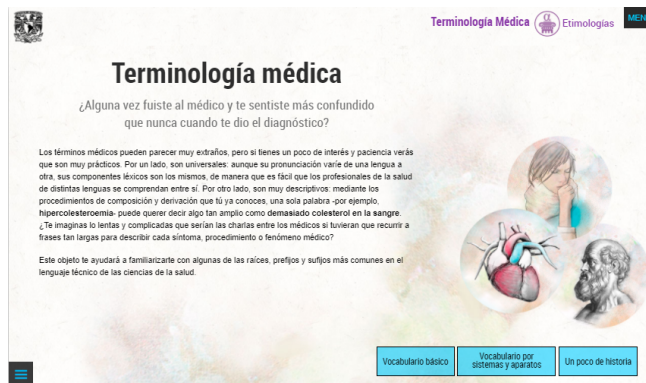 Terminología Médica
Etimologías
MEN
Terminología médica
¿Alguna vez fuiste al médico y te sentiste más confundido
que nunca cuando te dio el diagnóstico?
Los términos médicos pueden parecer muy extraños, pero si tienes un poco de interés y paciencia verás
que son muy prácticos. Por un lado, son universales: aunque su pronunciación varíe de una lengua a
otra, sus componentes léxicos son los mismos, de manera que es fácil que los profesionales de la salud
de distintas lenguas se comprendan entre sí. Por otro lado, son muy descriptivos: mediante los
procedimientos de composición y derivación que tú ya conoces, una sola palabra -por ejemplo,
hipercolesteroemia- puede querer decir algo tan amplio como demasiado colesterol en la sangre.
¿Te imaginas lo lentas y complicadas que serían las charlas entre los médicos si tuvieran que recurrir a
frases tan largas para describir cada síntoma, procedimiento o fenómeno médico?
Este objeto te ayudará a familiarizarte con algunas de las raíces, prefijos y sufijos más comunes en el
lenguaje técnico de las ciencias de la salud.
Vocabulario básico
Vocabulario por
sistemas y aparatos
Un poco de historia